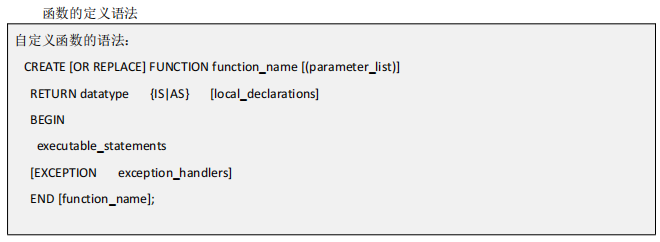 函数的定义语法
自定义函数的语法：
CREATE [OR REPLACE] FUNCTION function_name [(parameter_list)]
RETURN datatype {IS|AS} [local_declarations]
BEGIN
executable_statements
[EXCEPTION exception_handlers]
END [function_name];